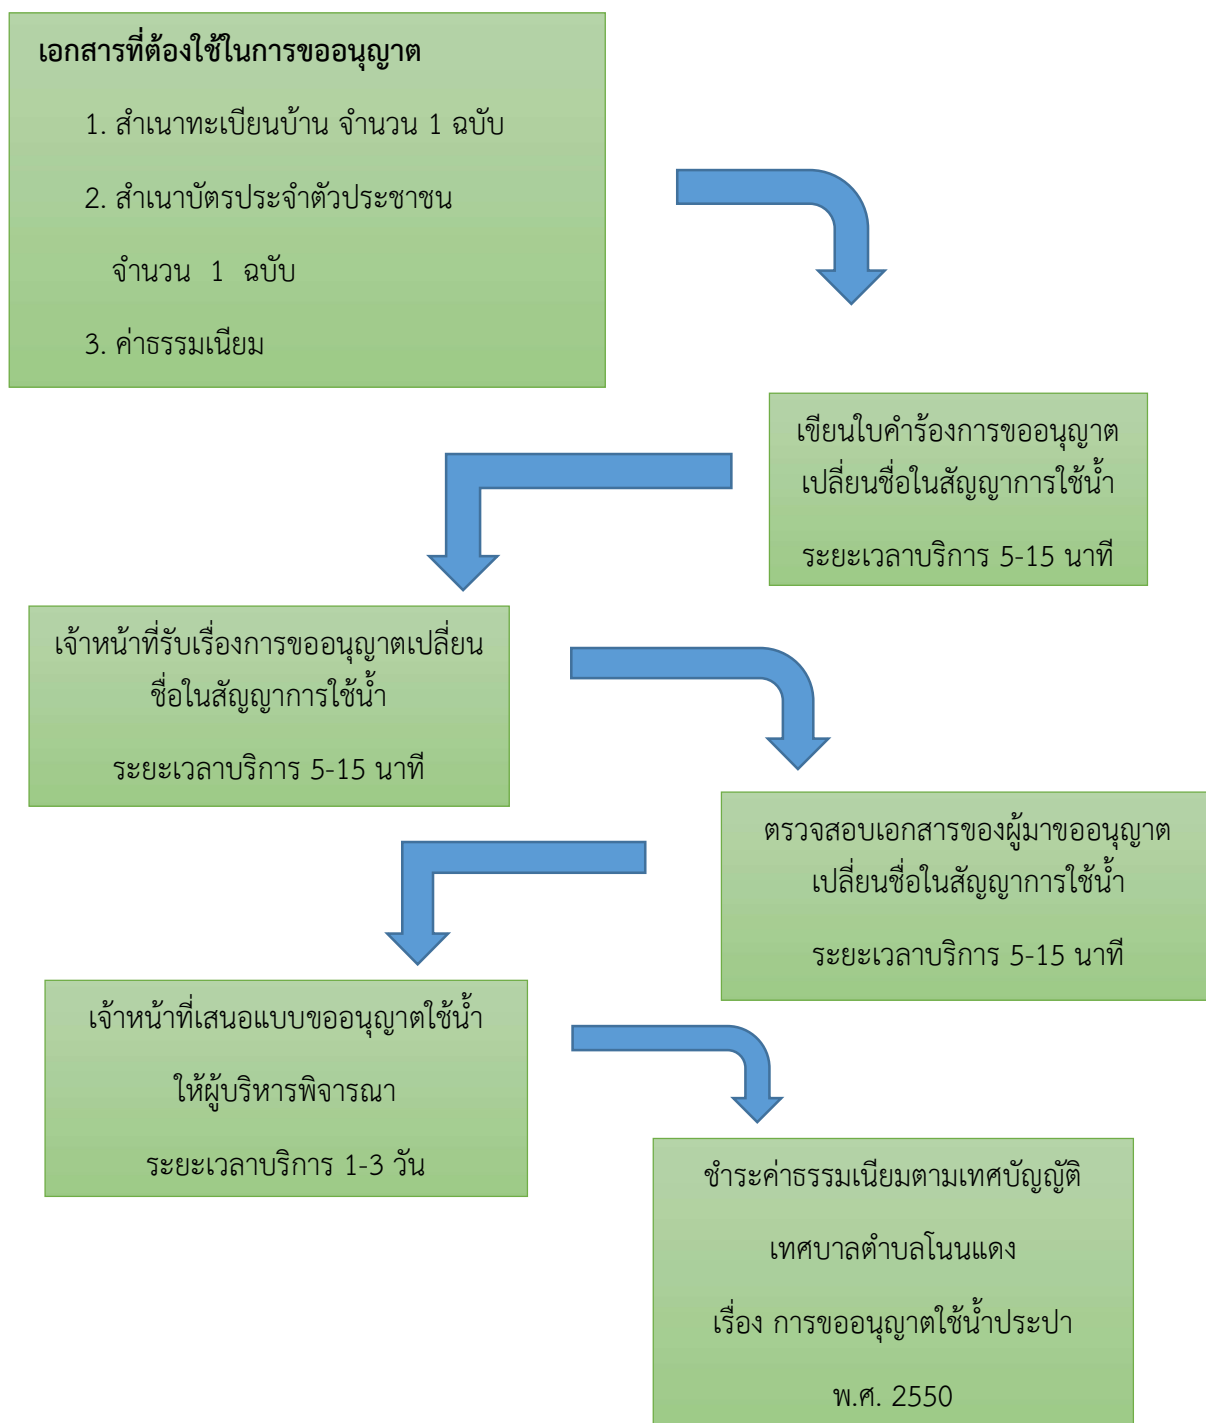 เอกสารที่ต้องใช้ในการขออนุญาต
1. สำเนาทะเบียนบ้าน จำนวน 1 ฉบับ
2. สำเนาบัตรประจำตัวประชาชน
จำนวน 1 ฉบับ
3. ค่าธรรมเนียม
เขียนใบคำร้องการขออนุญาต
เปลี่ยนชื่อในสัญญาการใช้น้ำ
ระยะเวลาบริการ 5-15 นาที
เจ้าหน้าที่รับเรื่องการขออนุญาตเปลี่ยน
ชื่อในสัญญาการใช้น้ำ
ระยะเวลาบริการ 5-15 นาที
ตรวจสอบเอกสารของผู้มาขออนุญาต
เปลี่ยนชื่อในสัญญาการใช้น้ำ
ระยะเวลาบริการ 5-15 นาที
เจ้าหน้าที่เสนอแบบขออนุญาตใช้น้ำ
ให้ผู้บริหารพิจารณา
ระยะเวลาบริการ 1-3 วัน
ชำระค่าธรรมเนียมตามเทศบัญญัติ
เทศบาลตำบลโนนแดง
เรื่อง การขออนุญาตใช้น้ำประปา
พ.ศ. 2550